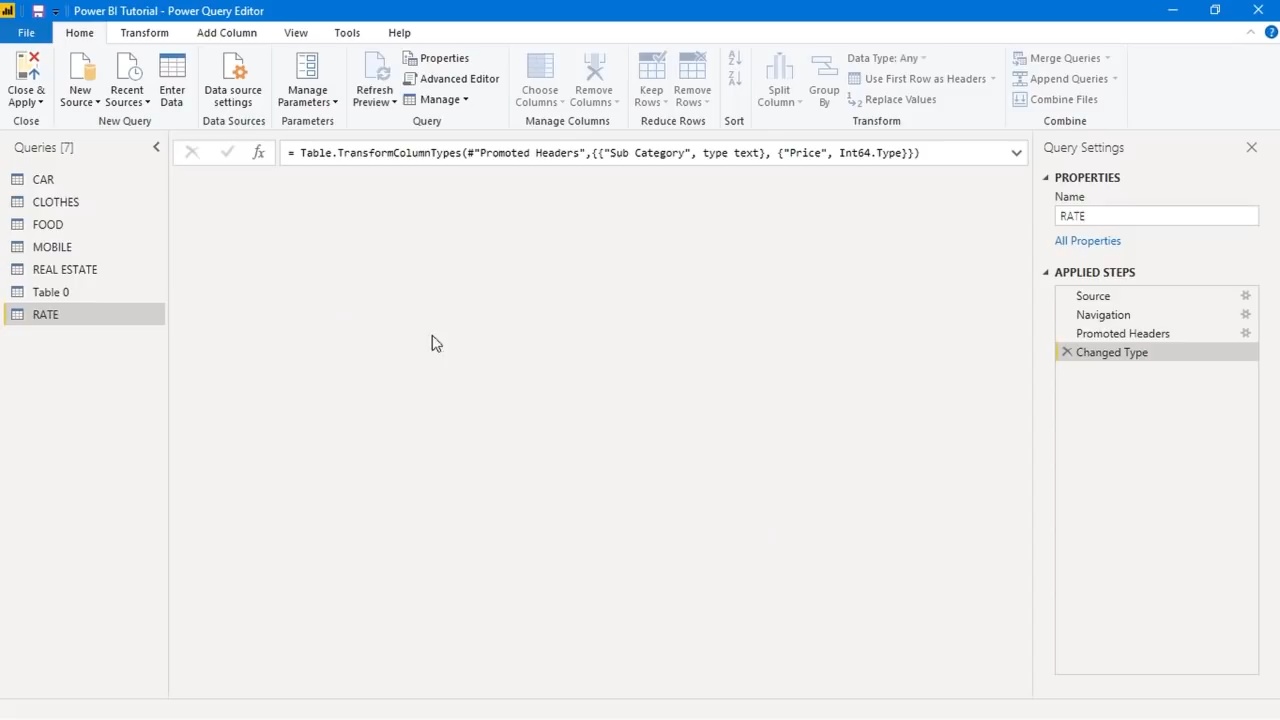 Power BI Tutorial - Power Query Editor
File Home Transform Add Column View Tools Help
Close & Apply
Close
New Source
Recent Sources
Enter Data
New Query
Data source settings
Data Sources
Manage Parameters
Parameters
Refresh Preview
Properties
Advanced Editor
Manage
Query
Choose Columns
Remove Columns
Manage Columns
Keep Rows
Remove Rows
Reduce Rows
Sort
Split Column
Group By
Data Type: Any
Use First Row as Headers
Replace Values
Transform
Merge Queries
Append Queries
Combine Files
Combine
Queries [7]
CAR
CLOTHES
FOOD
MOBILE
REAL ESTATE
Table 0
RATE
fx = Table.TransformColumnTypes(#"Promoted Headers",{{"Sub Category", type text}, {"Price", Int64.Type}})
Query Settings
PROPERTIES
Name
RATE
All Properties
APPLIED STEPS
Source
Navigation
Promoted Headers
Changed Type